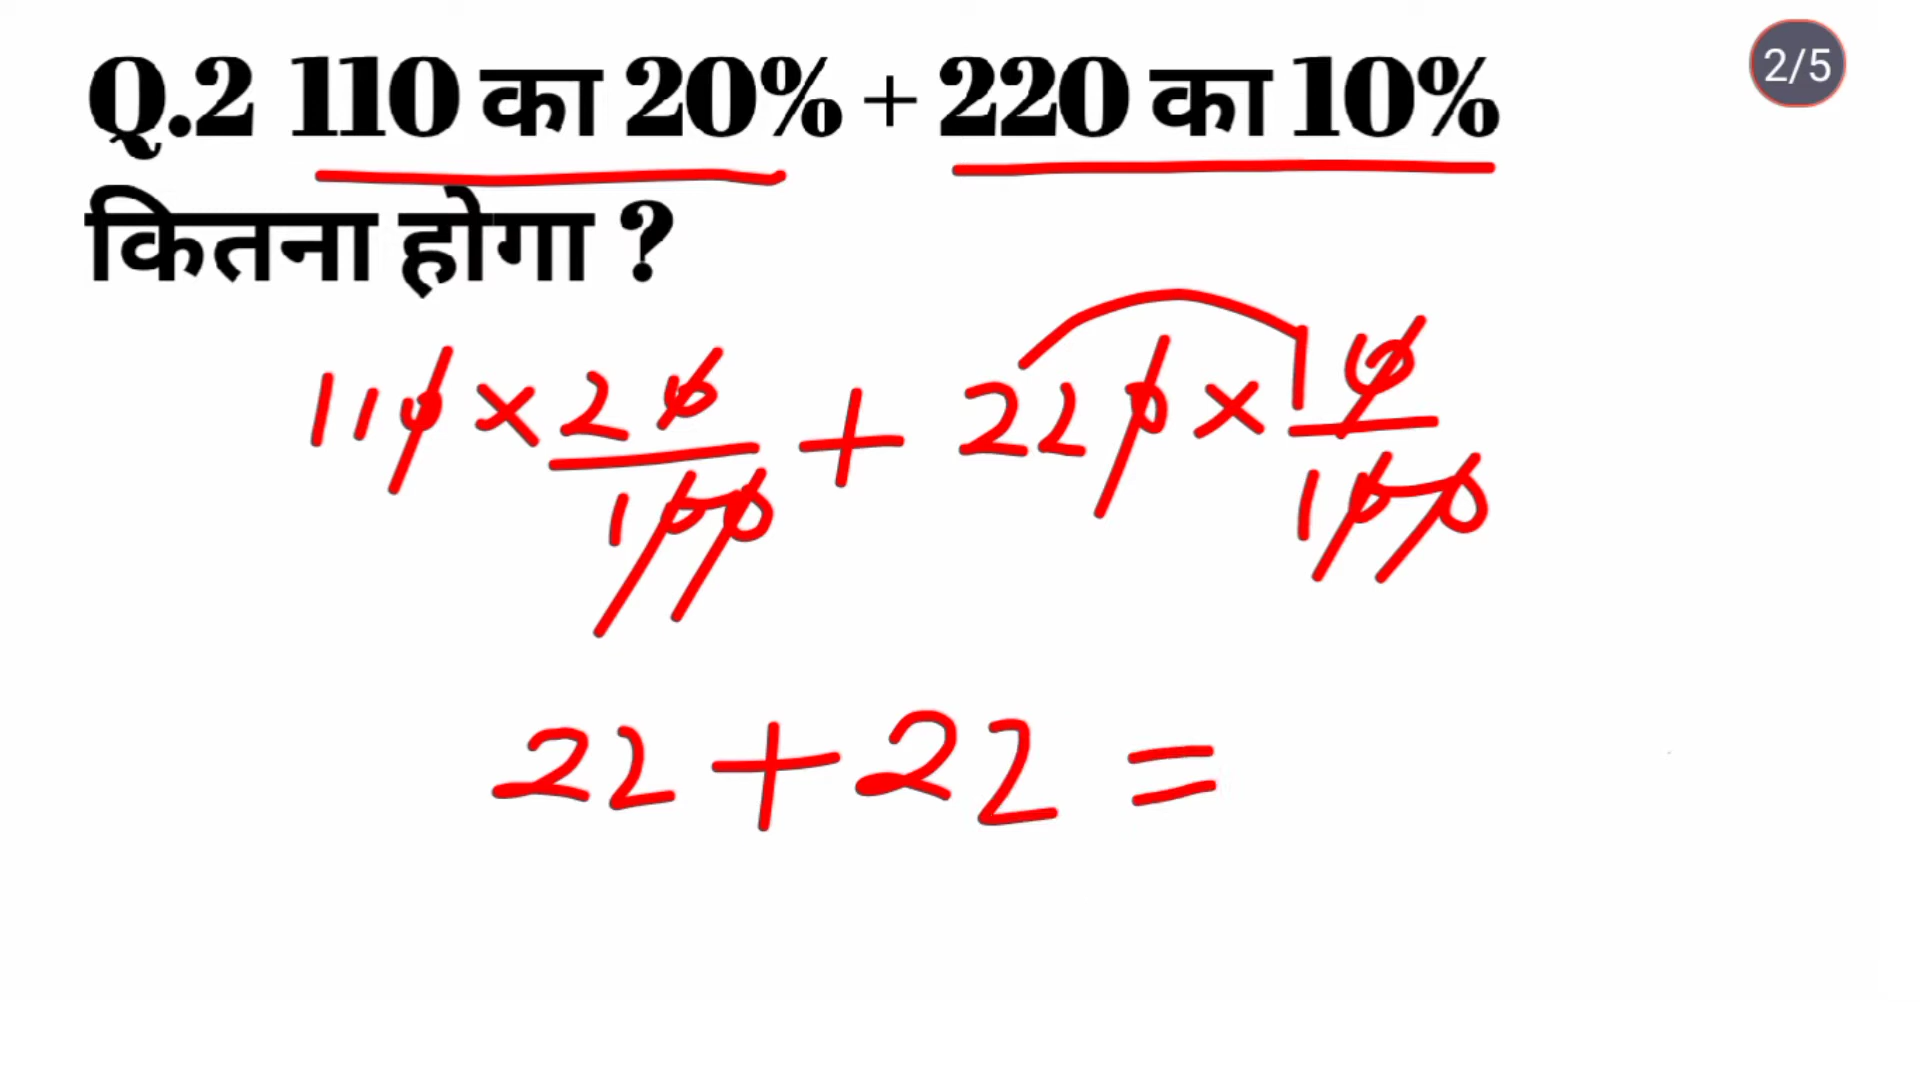 Q.2 110 का 20% + 220 का 10%
2/5
कितना होगा ?
110 × 20/100 + 220 × 10/100
22 + 22 =